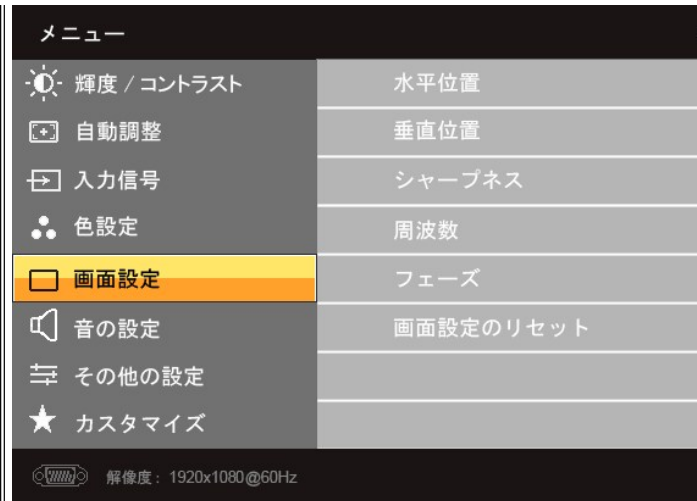 メニュー
輝度 / コントラスト
自動調整
入力信号
色設定
画面設定
音の設定
その他の設定
カスタマイズ
水平位置
垂直位置
シャープネス
周波数
フェーズ
画面設定のリセット
解像度 : 1920x1080@60Hz